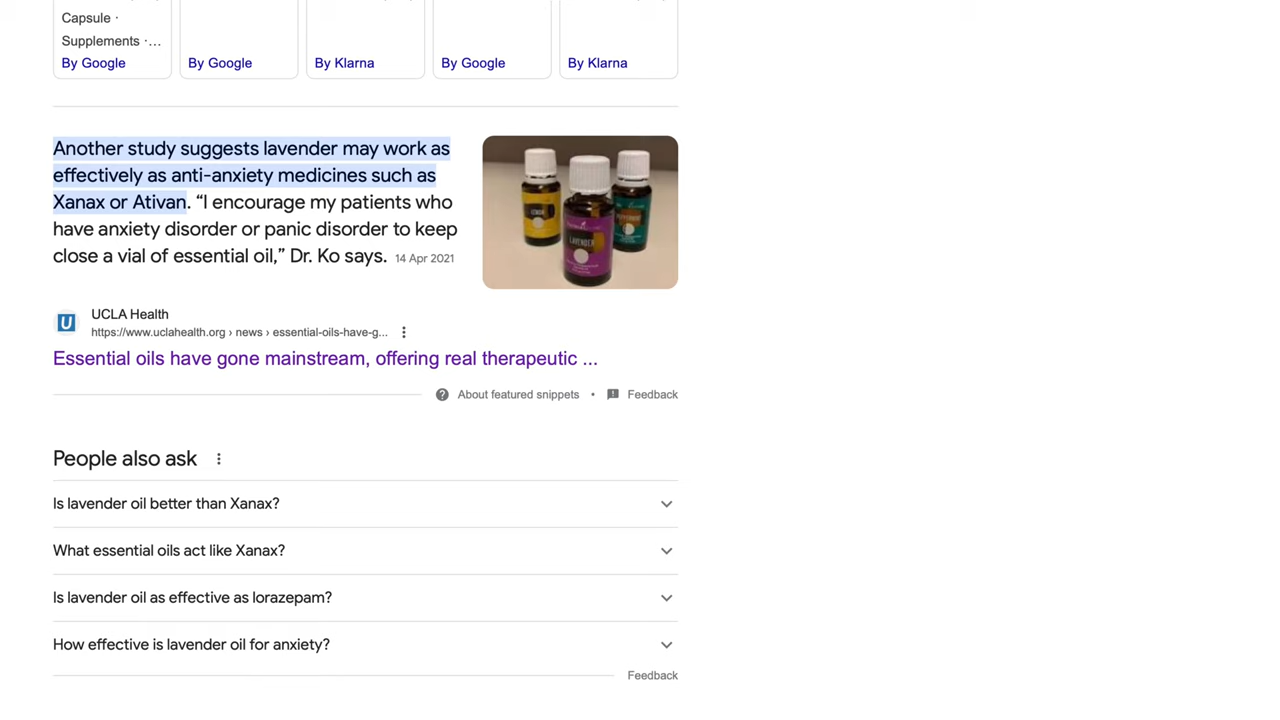 Capsule ·
Supplements ·…
By Google
By Google
By Klarna
By Google
By Klarna
Another study suggests lavender may work as
effectively as anti-anxiety medicines such as
Xanax or Ativan. “I encourage my patients who
have anxiety disorder or panic disorder to keep
close a vial of essential oil,” Dr. Ko says. 14 Apr 2021
LEMON
LAVENDER
PEPPERMINT
U
UCLA Health
https://www.uclahealth.org › news › essential-oils-have-g...
Essential oils have gone mainstream, offering real therapeutic ...
About featured snippets • Feedback
People also ask
Is lavender oil better than Xanax?
What essential oils act like Xanax?
Is lavender oil as effective as lorazepam?
How effective is lavender oil for anxiety?
Feedback